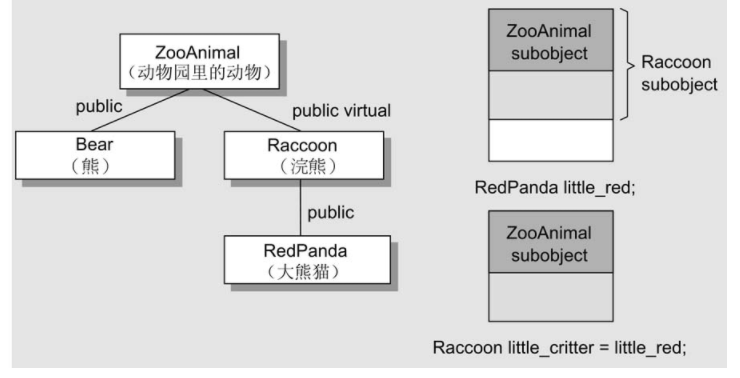 ZooAnimal
（动物园里的动物）
public
public virtual
Bear
（熊）
Raccoon
（浣熊）
public
RedPanda
（大熊猫）
ZooAnimal
subobject
Raccoon
subobject
RedPanda little_red;
ZooAnimal
subobject
Raccoon little_critter = little_red;